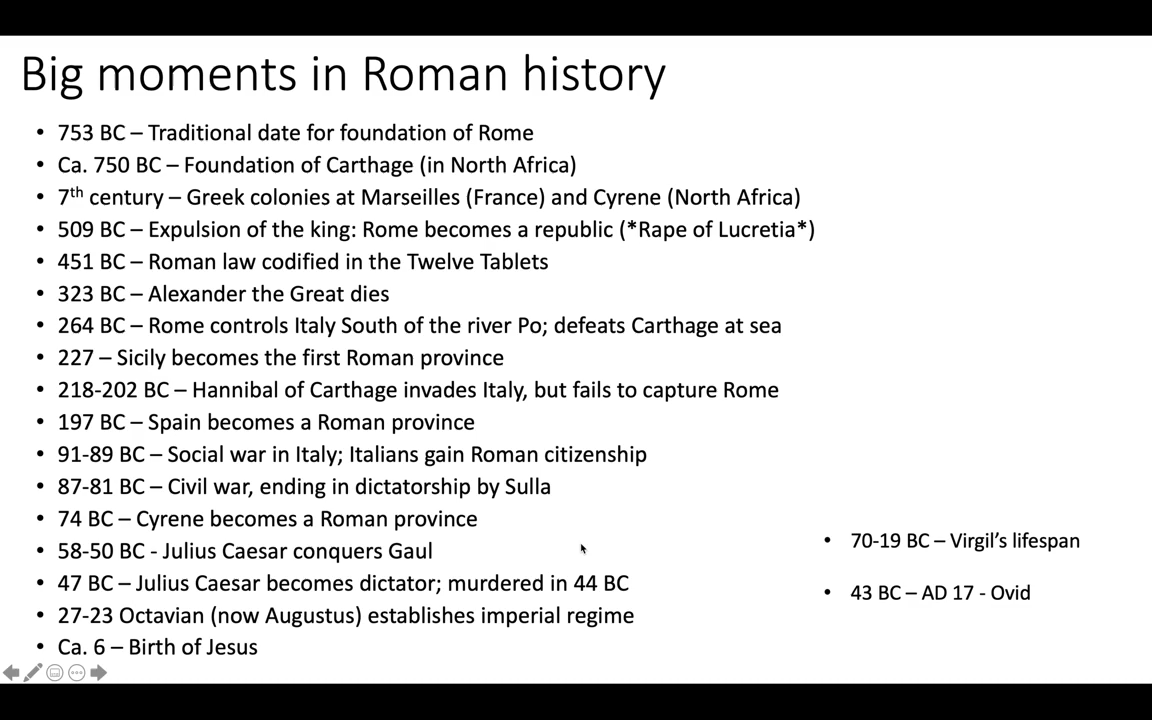 Big moments in Roman history
• 753 BC – Traditional date for foundation of Rome
• Ca. 750 BC – Foundation of Carthage (in North Africa)
• 7th century – Greek colonies at Marseilles (France) and Cyrene (North Africa)
• 509 BC – Expulsion of the king: Rome becomes a republic (*Rape of Lucretia*)
• 451 BC – Roman law codified in the Twelve Tablets
• 323 BC – Alexander the Great dies
• 264 BC – Rome controls Italy South of the river Po; defeats Carthage at sea
• 227 – Sicily becomes the first Roman province
• 218-202 BC – Hannibal of Carthage invades Italy, but fails to capture Rome
• 197 BC – Spain becomes a Roman province
• 91-89 BC – Social war in Italy; Italians gain Roman citizenship
• 87-81 BC – Civil war, ending in dictatorship by Sulla
• 74 BC – Cyrene becomes a Roman province
• 58-50 BC - Julius Caesar conquers Gaul
• 47 BC – Julius Caesar becomes dictator; murdered in 44 BC
• 27-23 Octavian (now Augustus) establishes imperial regime
• Ca. 6 – Birth of Jesus
• 70-19 BC – Virgil’s lifespan
• 43 BC – AD 17 - Ovid